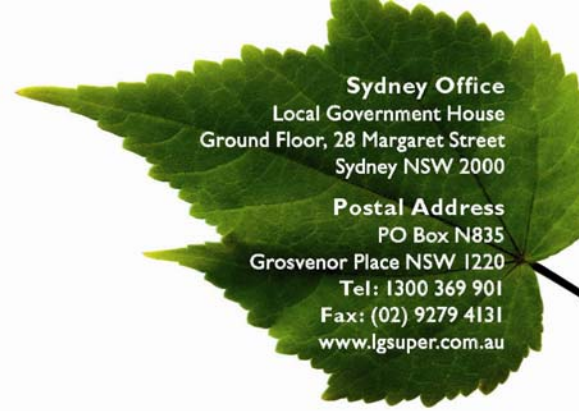 Sydney Office
Local Government House
Ground Floor, 28 Margaret Street
Sydney NSW 2000
Postal Address
PO Box N835
Grosvenor Place NSW 1220
Tel: 1300 369 901
Fax: (02) 9279 4131
www.lgsuper.com.au